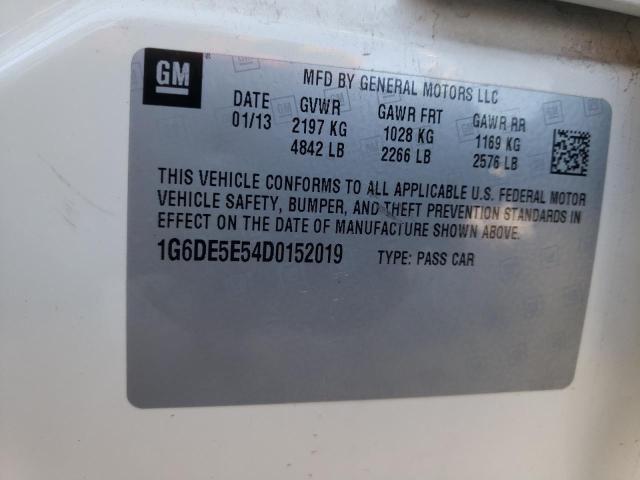 GM
MFD BY GENERAL MOTORS LLC
DATE GVWR GAWR FRT GAWR RR
01/13 2197 KG 1028 KG 1169 KG
4842 LB 2266 LB 2576 LB
THIS VEHICLE CONFORMS TO ALL APPLICABLE U.S. FEDERAL MOTOR
VEHICLE SAFETY, BUMPER, AND THEFT PREVENTION STANDARDS IN
EFFECT ON THE DATE OF MANUFACTURE SHOWN ABOVE.
1G6DE5E54D0152019 TYPE: PASS CAR